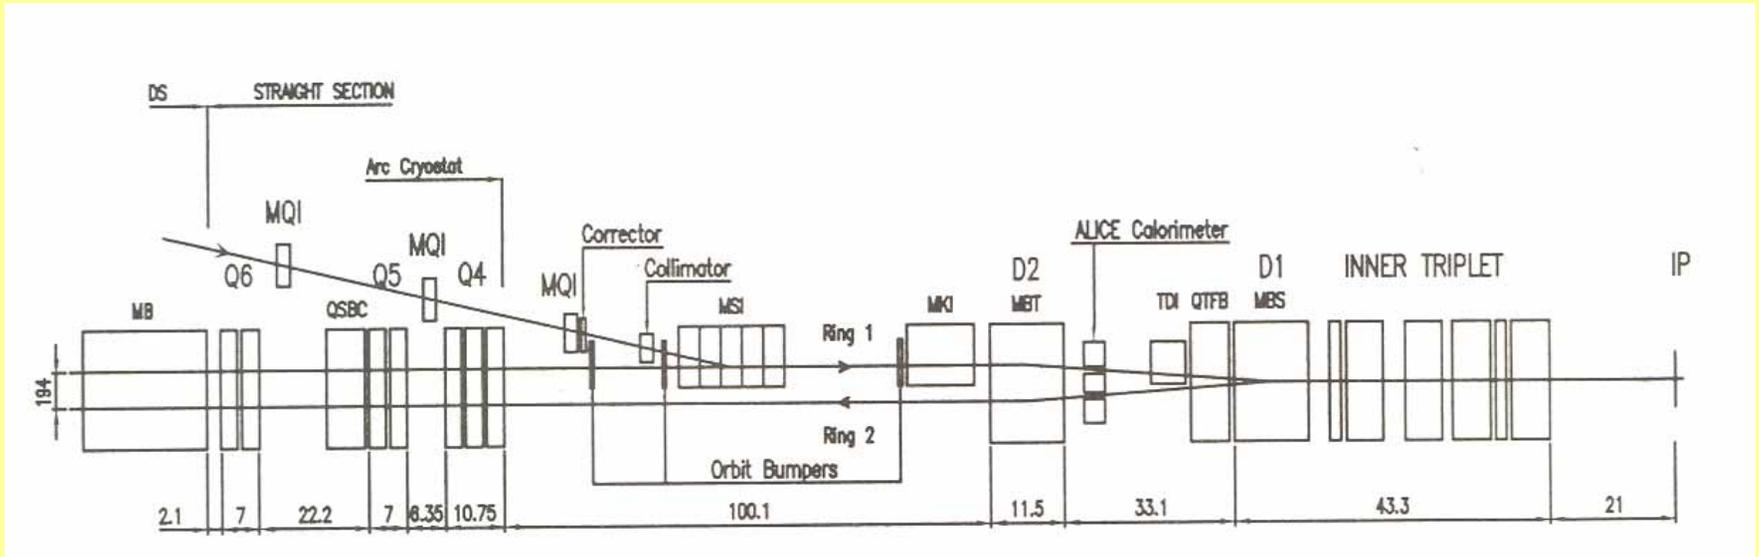 DS
STRAIGHT SECTION
Arc Cryostat
MQI
MQI
Q6
Q5
Q4
MQI
Corrector
Collimator
ALICE Calorimeter
D2
D1
INNER TRIPLET
IP
MB
QSBC
MSI
MKI
MBT
TDI
QTFB
MBS
Ring 1
194
Ring 2
Orbit Bumpers
2.1
7
22.2
7
6.35
10.75
100.1
11.5
33.1
43.3
21